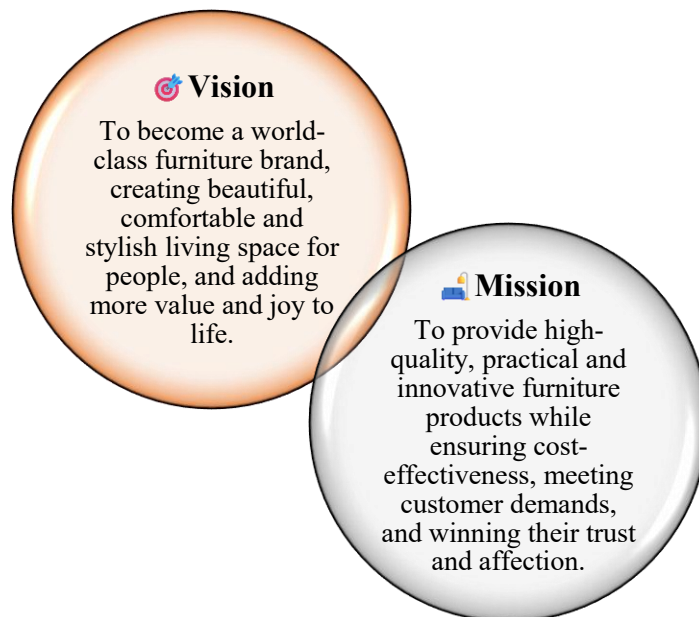 🎯 Vision
To become a world-
class furniture brand,
creating beautiful,
comfortable and
stylish living space for
people, and adding
more value and joy to
life.
🛋️ Mission
To provide high-
quality, practical and
innovative furniture
products while
ensuring cost-
effectiveness, meeting
customer demands,
and winning their trust
and affection.